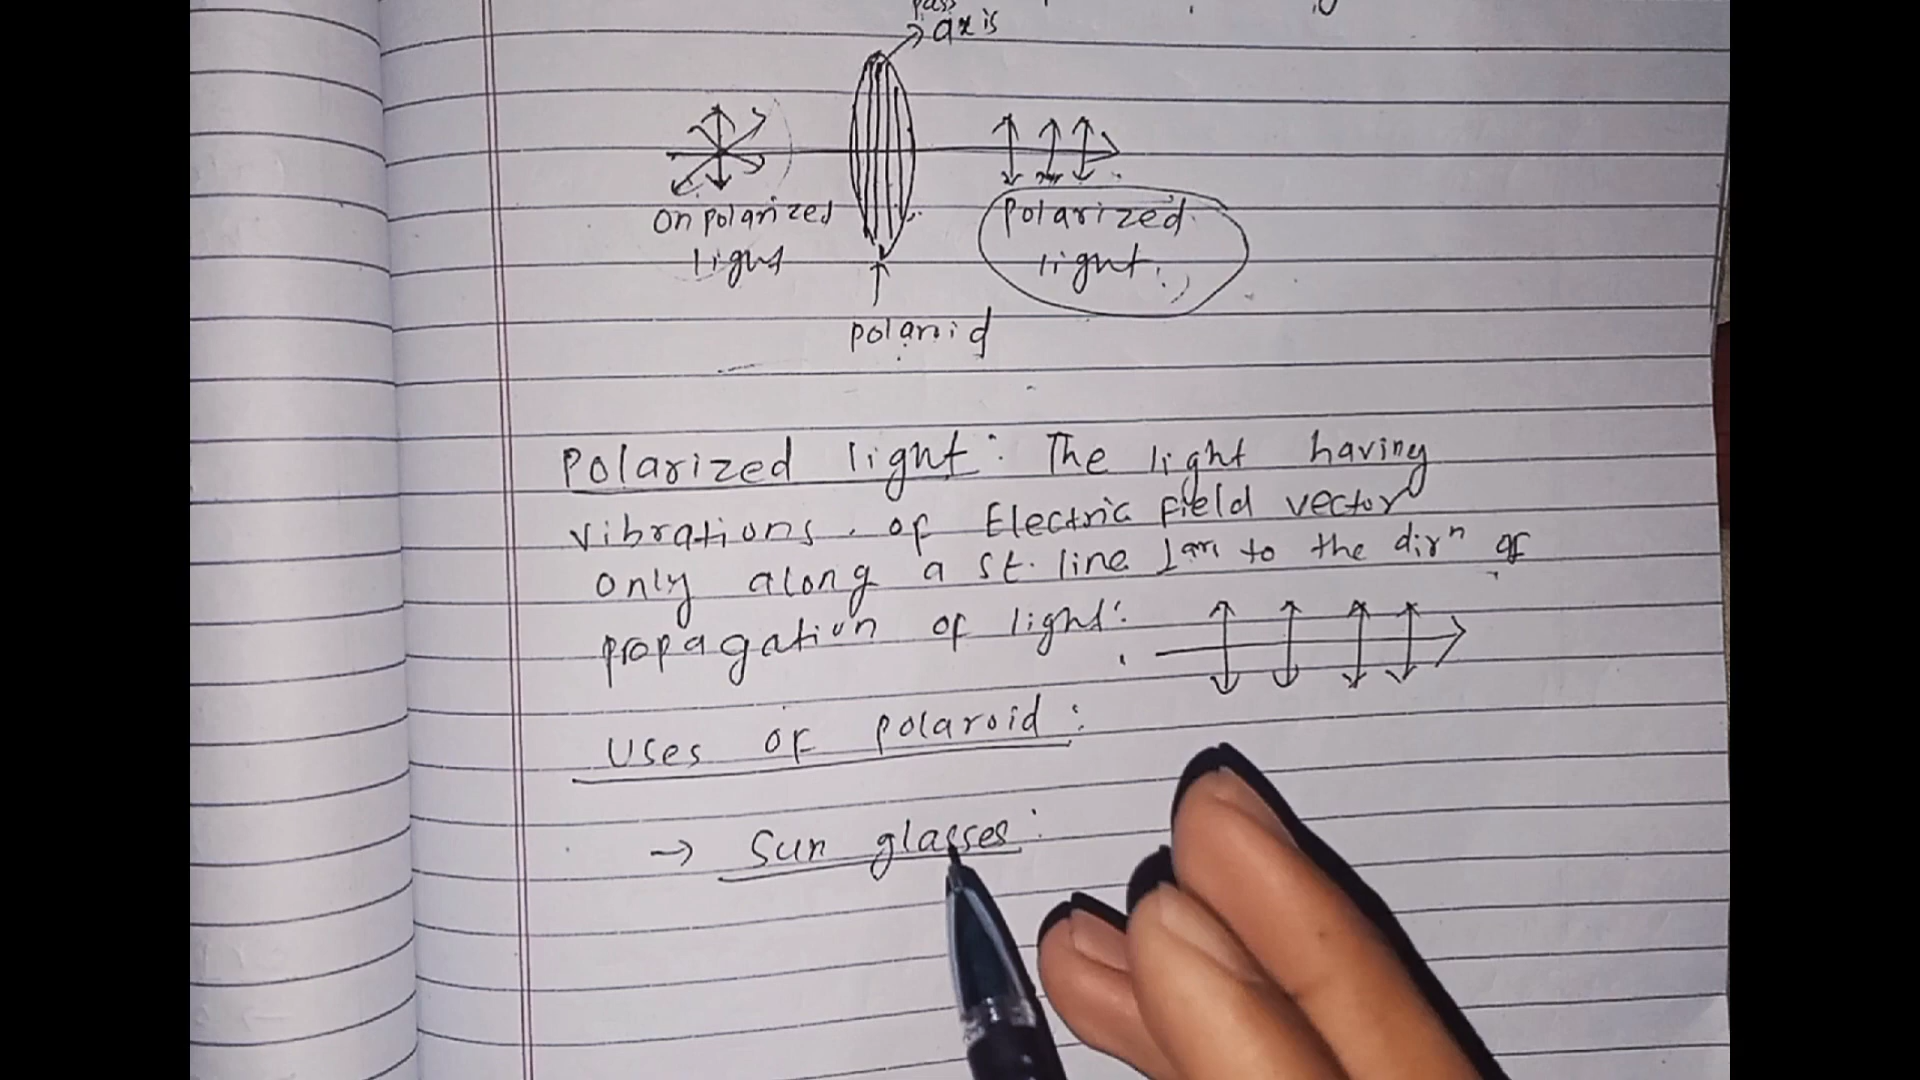 pass
axis
on polarized
light
polarized
light.
polaroid
Polarized light: The light having
vibrations of Electric field vector
only along a st. line Lar to the dirn of
propagation of light:
Uses of polaroid:
→ Sun glasses: